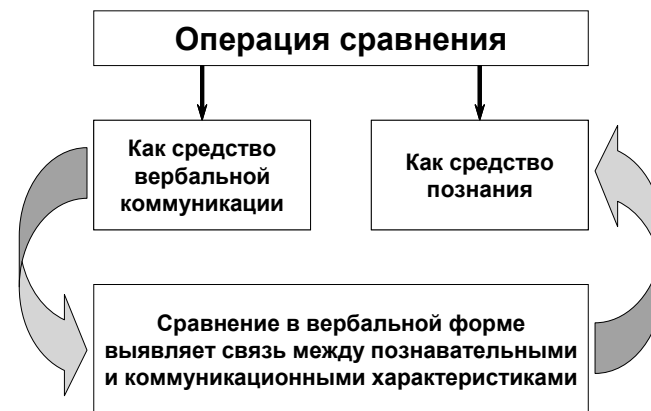 Операция сравнения
Как средство
вербальной
коммуникации
Как средство
познания
Сравнение в вербальной форме
выявляет связь между познавательными
и коммуникационными характеристиками